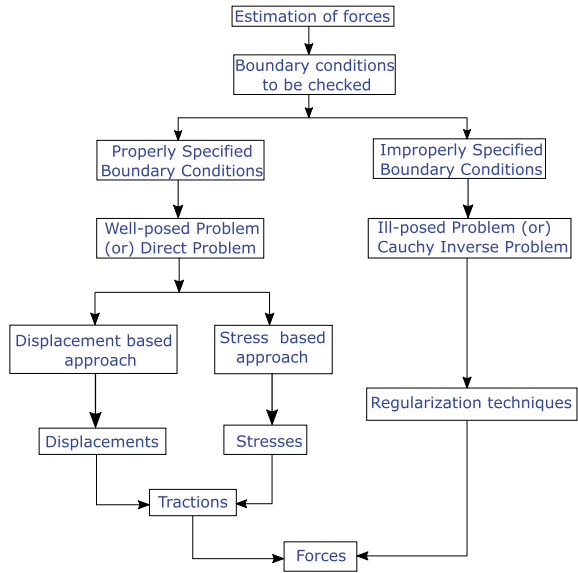 Estimation of forces
Boundary conditions
to be checked
Properly Specified
Boundary Conditions
Improperly Specified
Boundary Conditions
Well-posed Problem
(or) Direct Problem
Ill-posed Problem (or)
Cauchy Inverse Problem
Displacement based
approach
Stress based
approach
Regularization techniques
Displacements
Stresses
Tractions
Forces